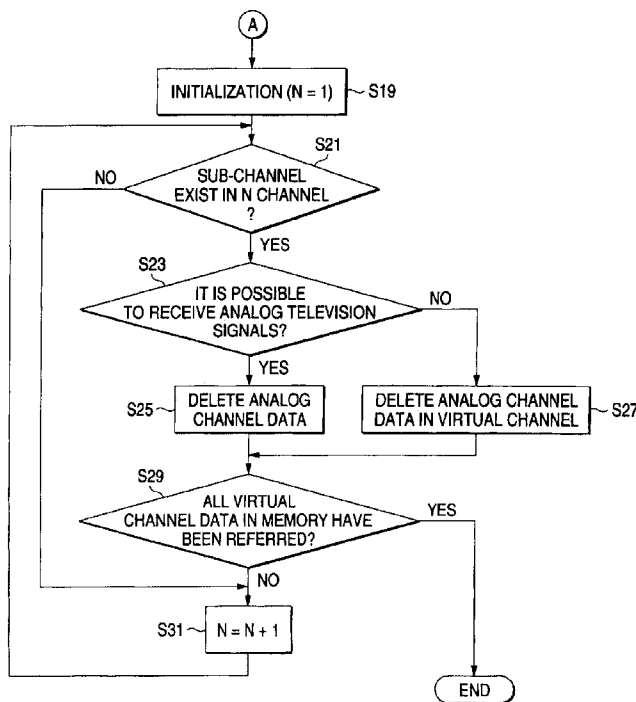 A
INITIALIZATION (N = 1)
S19
S21
NO
SUB-CHANNEL
EXIST IN N CHANNEL
?
YES
S23
IT IS POSSIBLE
TO RECEIVE ANALOG TELEVISION
SIGNALS?
NO
YES
S25
DELETE ANALOG
CHANNEL DATA
DELETE ANALOG CHANNEL
DATA IN VIRTUAL CHANNEL
S27
S29
ALL VIRTUAL
CHANNEL DATA IN MEMORY HAVE
BEEN REFERRED?
YES
NO
S31
N = N + 1
END